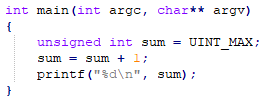 int main(int argc, char** argv)
{
    unsigned int sum = UINT_MAX;
    sum = sum + 1;
    printf("%d\n", sum);
}